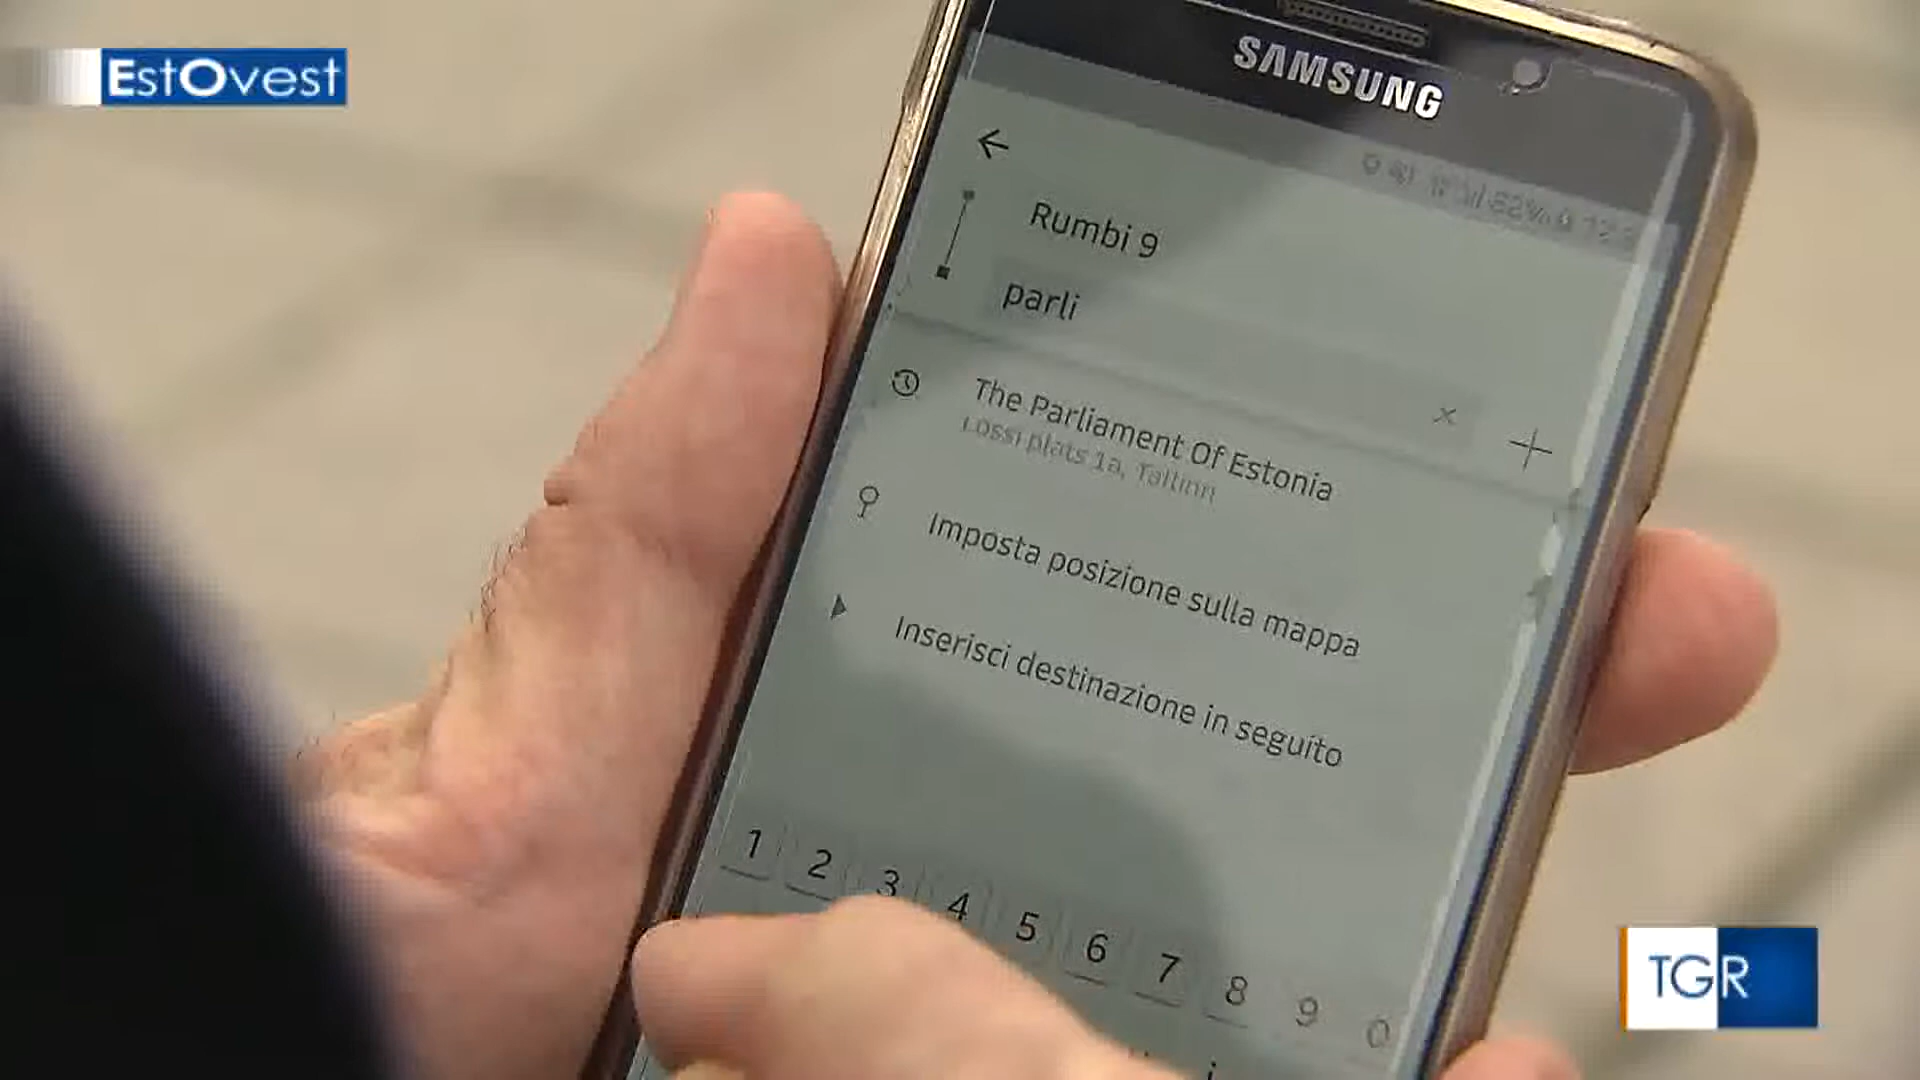 EstOvest
SAMSUNG
62%
Rumbi 9
parli
The Parliament Of Estonia
Lossi plats 1a, Tallinn
Imposta posizione sulla mappa
Inserisci destinazione in seguito
1 2 3 4 5 6 7 8 9 0
TGR